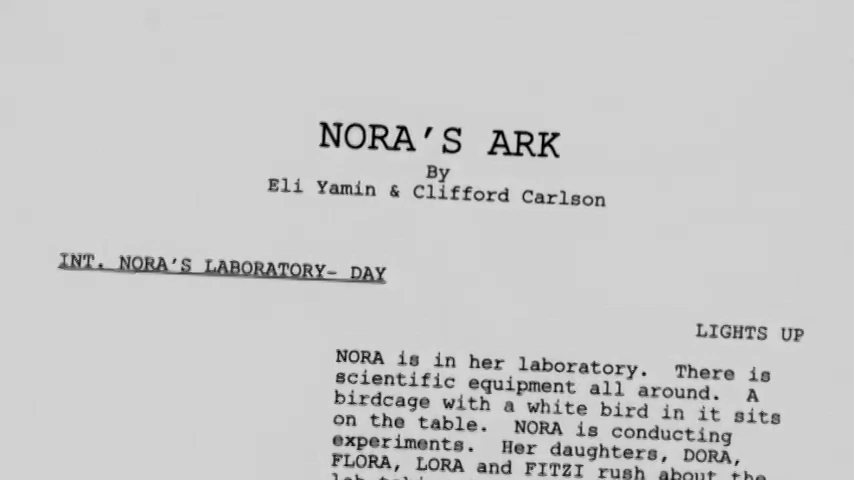 NORA'S ARK
By
Eli Yamin & Clifford Carlson
INT. NORA'S LABORATORY- DAY
LIGHTS UP
NORA is in her laboratory. There is
scientific equipment all around. A
birdcage with a white bird in it sits
on the table. NORA is conducting
experiments. Her daughters, DORA,
FLORA, LORA and FITZI rush about the
lab